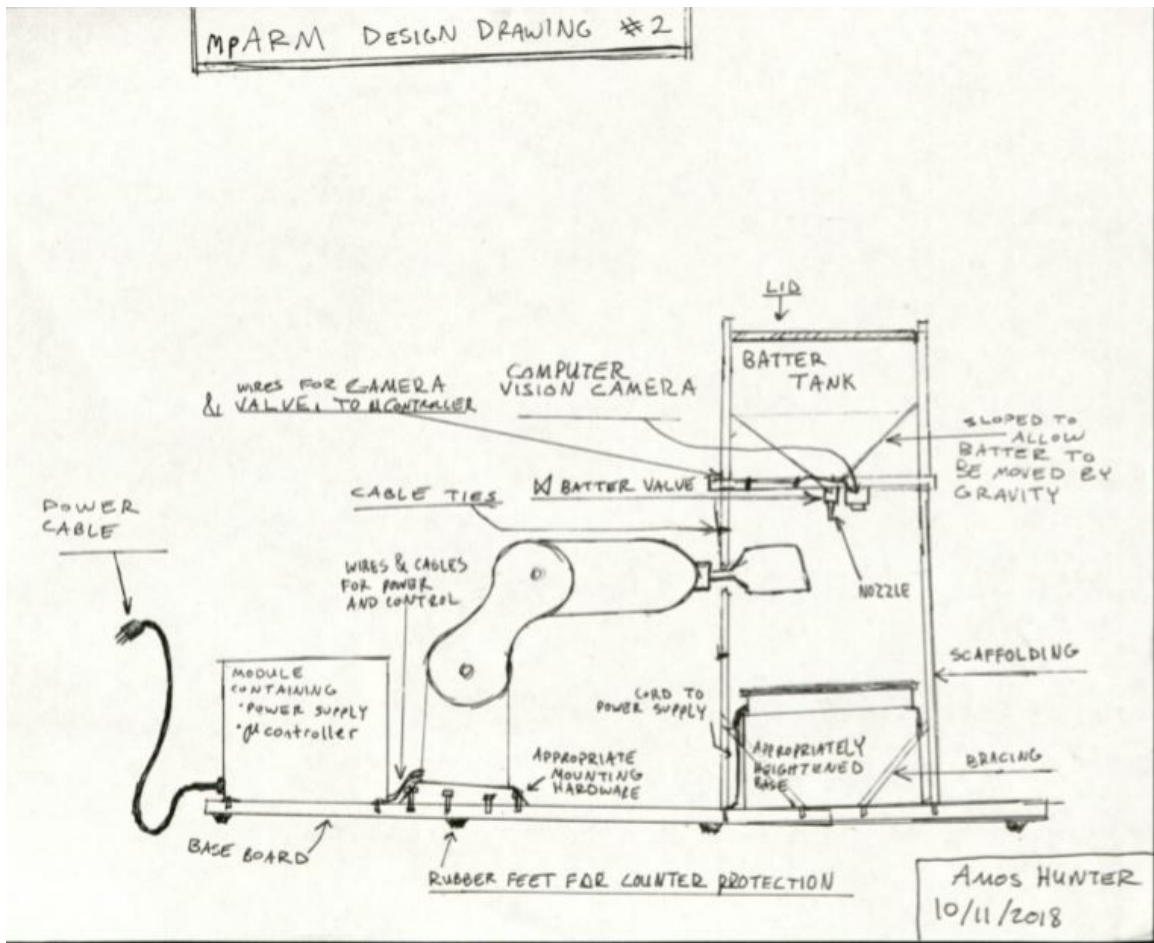 mpARM DESIGN DRAWING #2
LID
BATTER
TANK
COMPUTER
VISION CAMERA
WIRES FOR CAMERA
& VALVE, TO μCONTROLLER
SLOPED TO
ALLOW
BATTER TO
BE MOVED BY
GRAVITY
CABLE TIES
⋈ BATTER VALVE
POWER
CABLE
WIRES & CABLES
FOR POWER
AND CONTROL
NOZZLE
SCAFFOLDING
MODULE
CONTAINING
• POWER SUPPLY
• μcontroller
CORD TO
POWER SUPPLY
APPROPRIATE
MOUNTING
HARDWARE
APPROPRIATELY
HEIGHTENED
BASE
BRACING
BASE BOARD
RUBBER FEET FOR COUNTER PROTECTION
AMOS HUNTER
10/11/2018